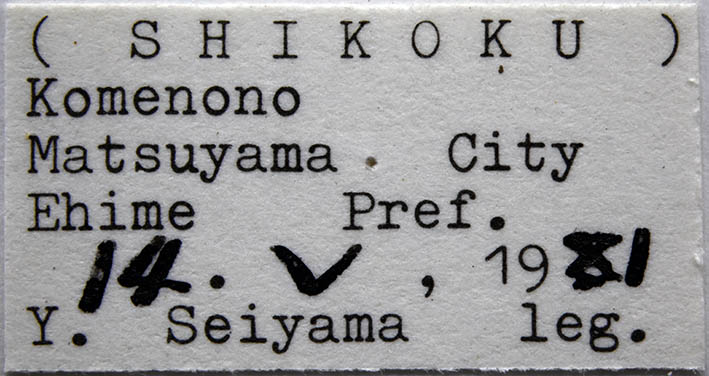 ( SHIKOKU )
Komenono
Matsuyama City
Ehime Pref.
14. V, 1981
Y. Seiyama leg.